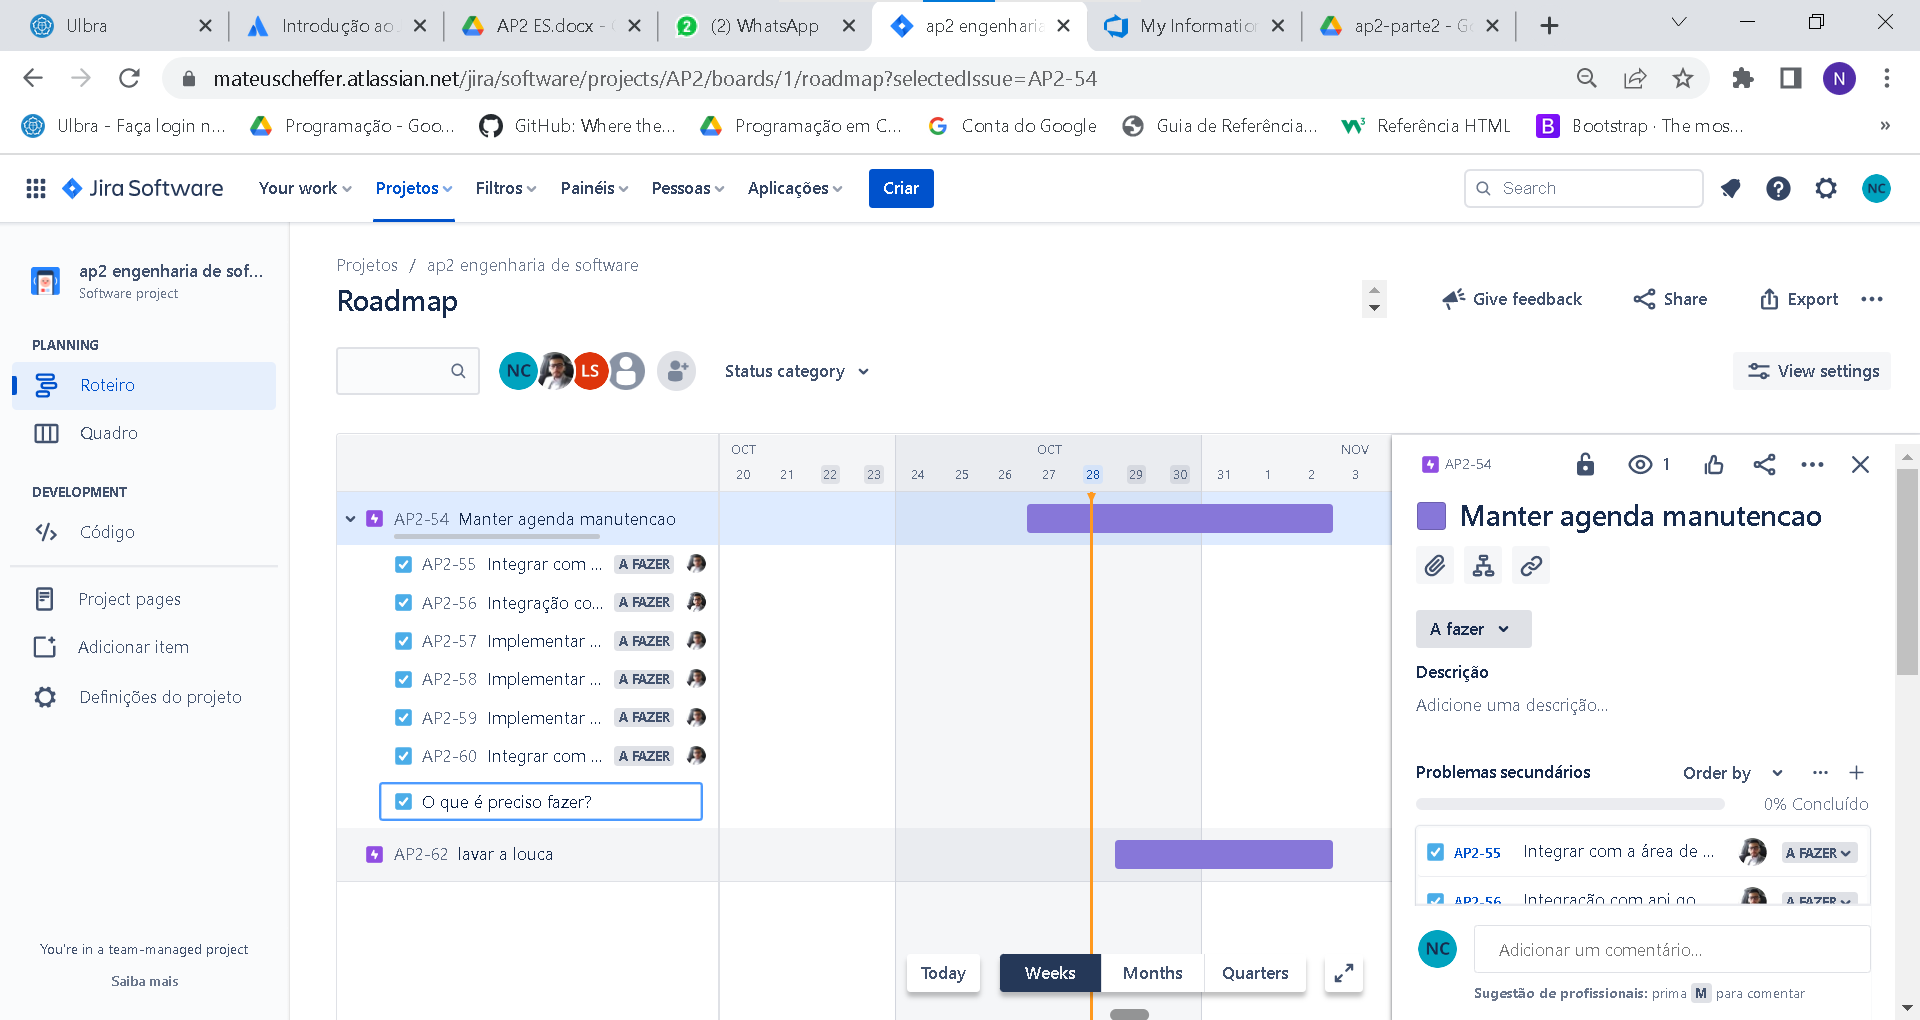 Ulbra
Introdução ao
AP2 ES.docx - G
(2) WhatsApp
ap2 engenharia
My Information
ap2-parte2 - Go
mateuscheffer.atlassian.net/jira/software/projects/AP2/boards/1/roadmap?selectedIssue=AP2-54
N
Ulbra - Faça login n...
Programação - Goo...
GitHub: Where the...
Programação em C...
Conta do Google
Guia de Referência...
Referência HTML
Bootstrap · The mos...
»
Jira Software
Your work
Projetos
Filtros
Painéis
Pessoas
Aplicações
Criar
Search
NC
ap2 engenharia de sof...
Software project
PLANNING
Roteiro
Quadro
DEVELOPMENT
Código
Project pages
Adicionar item
Definições do projeto
You're in a team-managed project
Saiba mais
Projetos / ap2 engenharia de software
Roadmap
Give feedback
Share
Export
NC
LS
Status category
View settings
OCT
OCT
NOV
20 21 22 23 24 25 26 27 28 29 30 31 1 2 3
AP2-54 Manter agenda manutencao
AP2-55 Integrar com ... A FAZER
AP2-56 Integração co... A FAZER
AP2-57 Implementar ... A FAZER
AP2-58 Implementar ... A FAZER
AP2-59 Implementar ... A FAZER
AP2-60 Integrar com ... A FAZER
O que é preciso fazer?
AP2-62 lavar a louca
Today
Weeks
Months
Quarters
AP2-54
1
Manter agenda manutencao
A fazer
Descrição
Adicione uma descrição...
Problemas secundários
Order by
0% Concluído
AP2-55 Integrar com a área de ... A FAZER
AP2-56 Integração com api go... A FAZER
NC
Adicionar um comentário...
Sugestão de profissionais: prima M para comentar